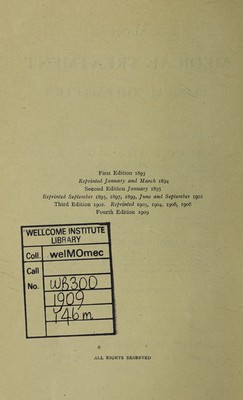 First Edition 1893
Reprinted January and March 1894
Second Edition January 1895
Reprinted September 1895, 1897, 1899, June and September 1901
Third Edition 1902. Reprinted 1903, 1904, 1906, 1908
Fourth Edition 1909
WELLCOME INSTITUTE
LIBRARY
Coll. welMOmec
Call
No. WB300
1909
Y46m
ALL RIGHTS RESERVED